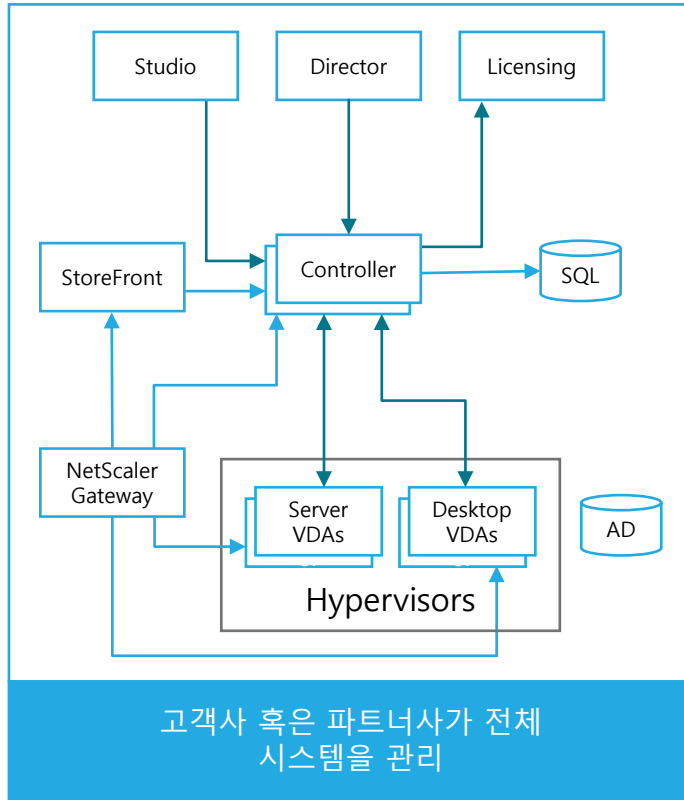 Studio
Director
Licensing
StoreFront
Controller
SQL
NetScaler
Gateway
Server
VDAs
Desktop
VDAs
AD
Hypervisors
고객사 혹은 파트너사가 전체
시스템을 관리